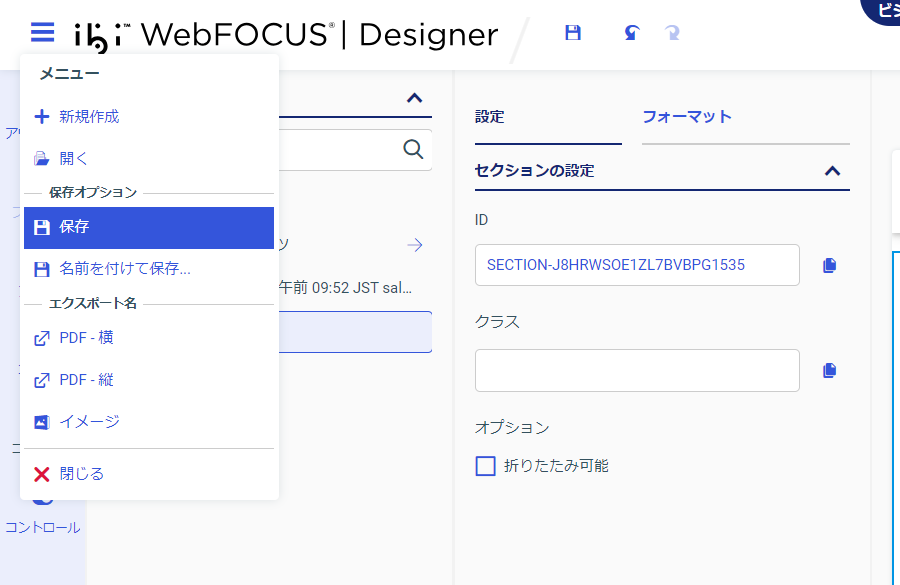 ibi™ WebFOCUS® | Designer
メニュー
新規作成
開く
保存オプション
保存
名前を付けて保存...
エクスポート名
PDF - 横
PDF - 縦
イメージ
閉じる
コントロール
午前 09:52 JST sal...
設定
フォーマット
セクションの設定
ID
SECTION-J8HRWSOE1ZL7BVBPG1535
クラス
オプション
折りたたみ可能